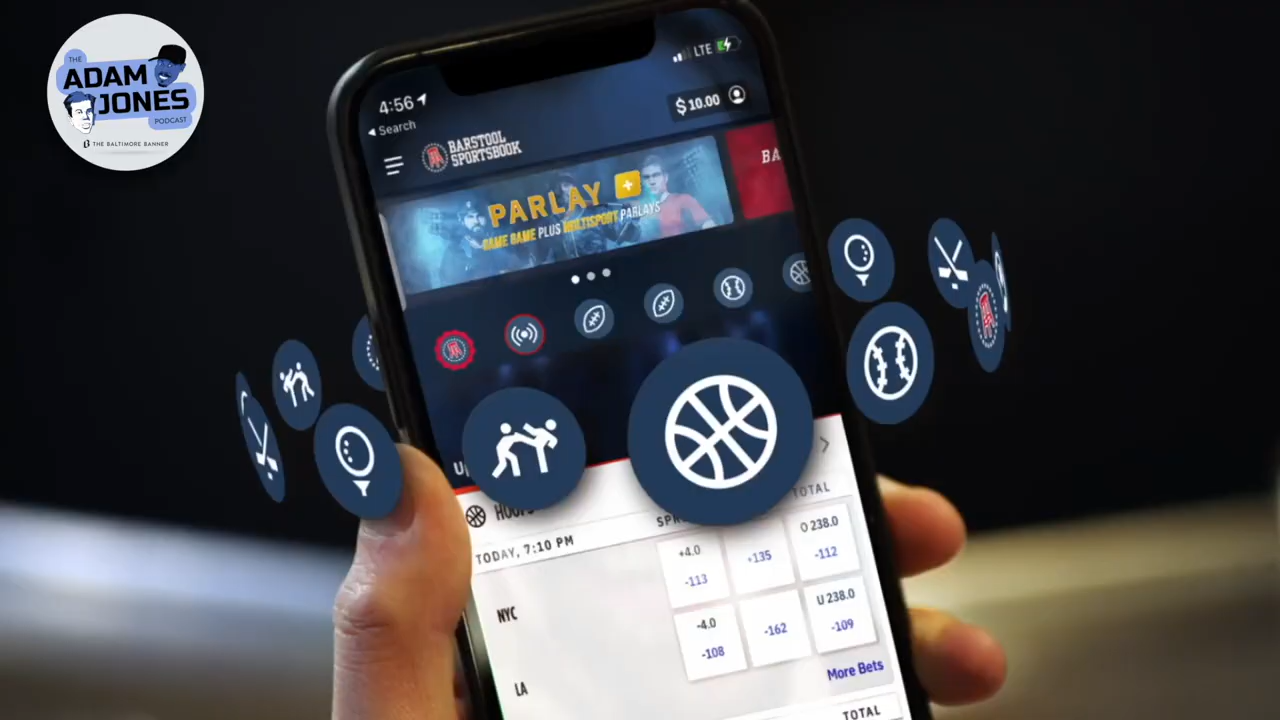 THE
ADAM
JONES
PODCAST
THE BALTIMORE BANNER
4:56
LTE
Search
$10.00
BARSTOOL
SPORTSBOOK
PARLAY +
SAME GAME PLUS MULTISPORT PARLAYS
BA
TOTAL
TODAY, 7:10 PM
+4.0
+135
O 238.0
-113
-112
NYC
-4.0
-162
U 238.0
-108
-109
LA
More Bets
TOTAL